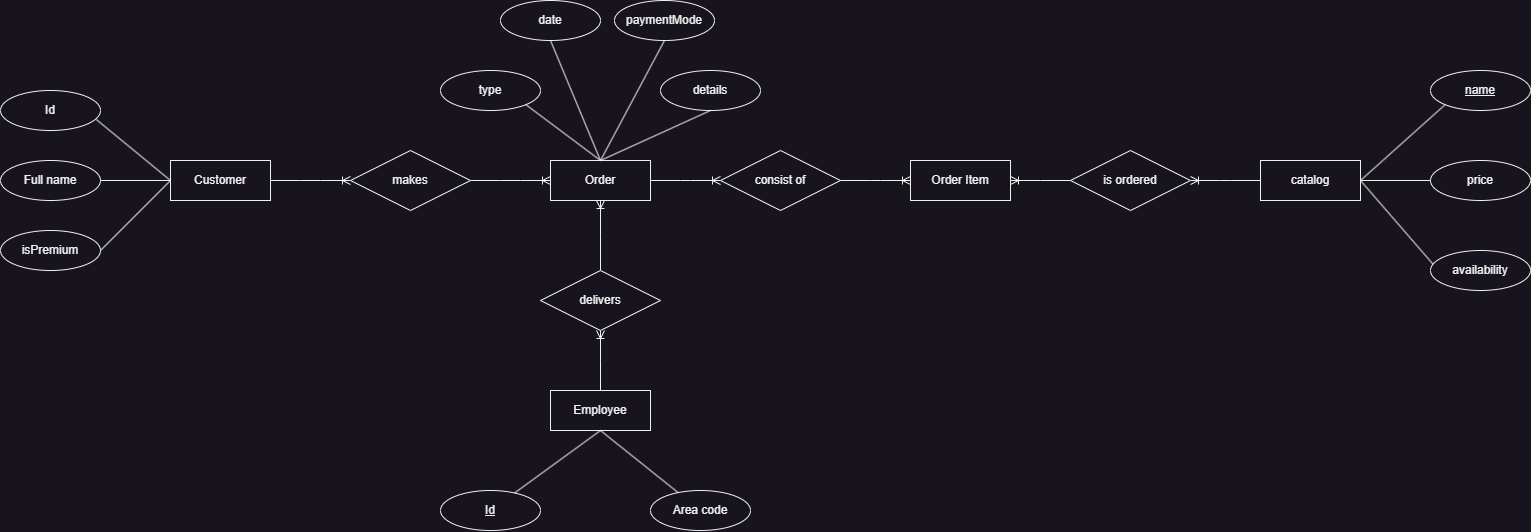 date
paymentMode
type
details
Id
name
Full name
Customer
makes
Order
consist of
Order Item
is ordered
catalog
price
isPremium
availability
delivers
Employee
Id
Area code